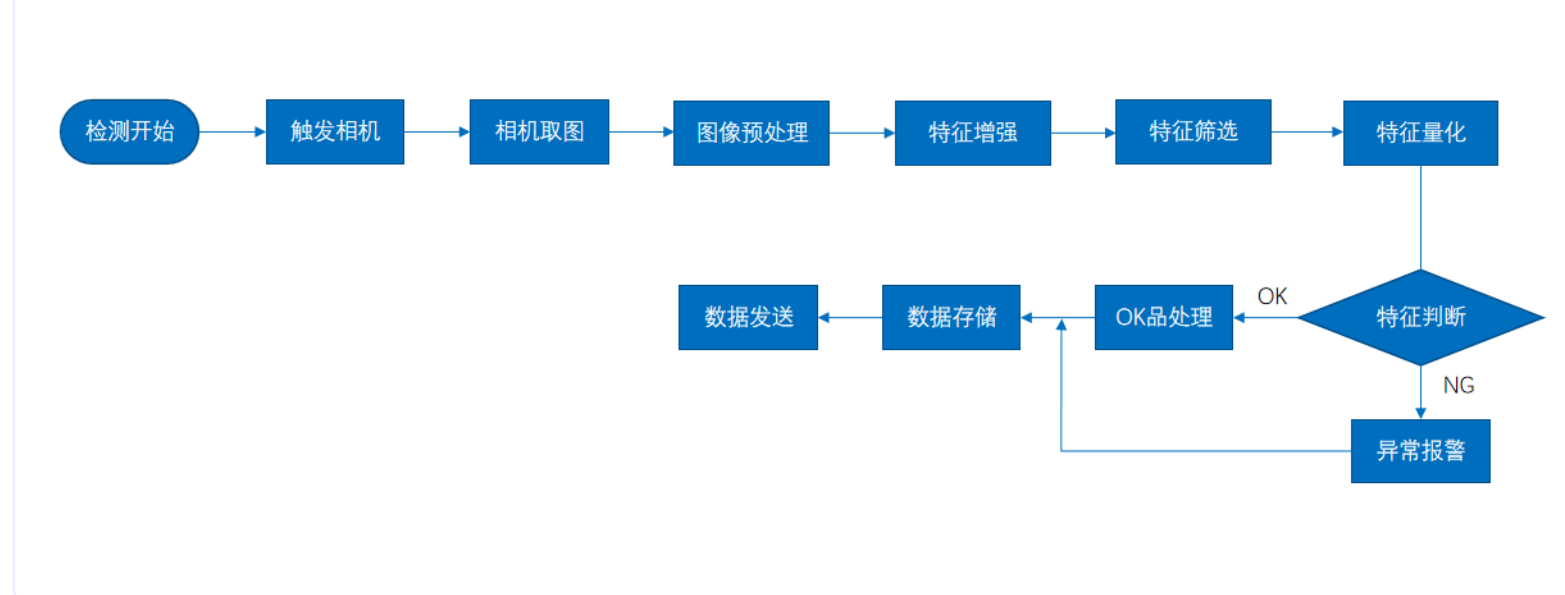 检测开始
触发相机
相机取图
图像预处理
特征增强
特征筛选
特征量化
特征判断
OK
OK品处理
数据存储
数据发送
NG
异常报警